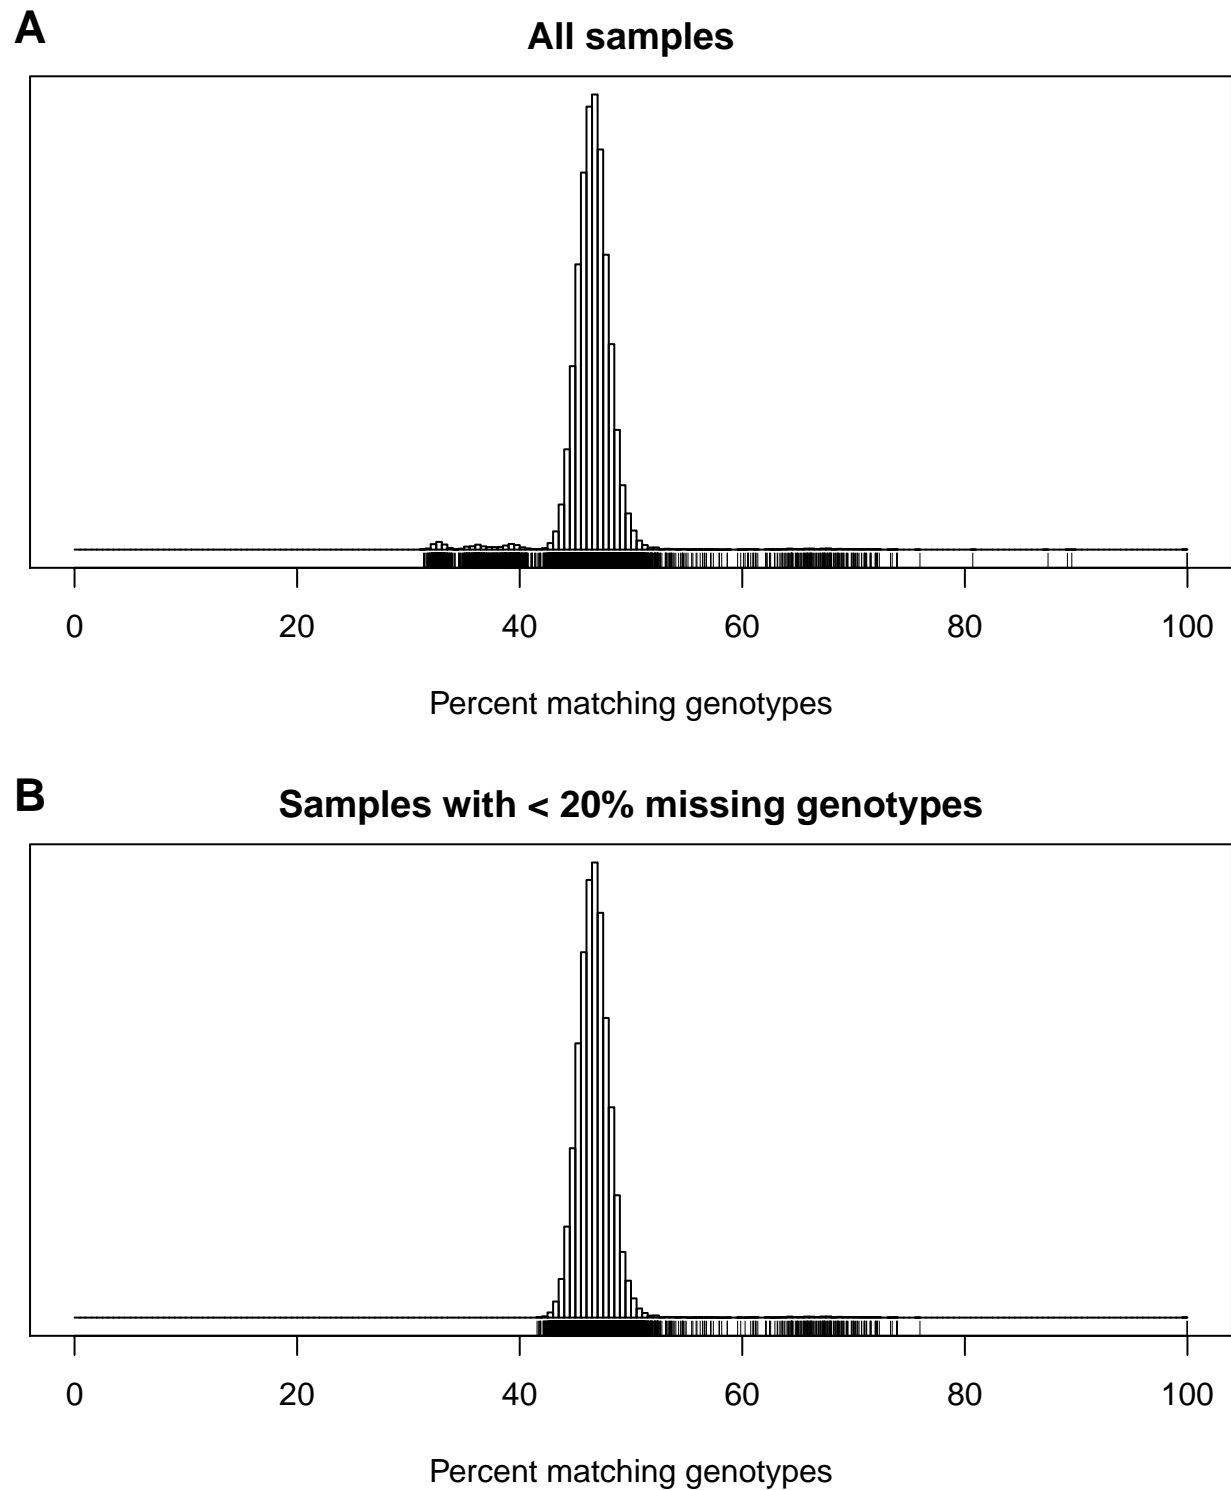 A
All samples
0 20 40 60 80 100
Percent matching genotypes
B
Samples with < 20% missing genotypes
0 20 40 60 80 100
Percent matching genotypes